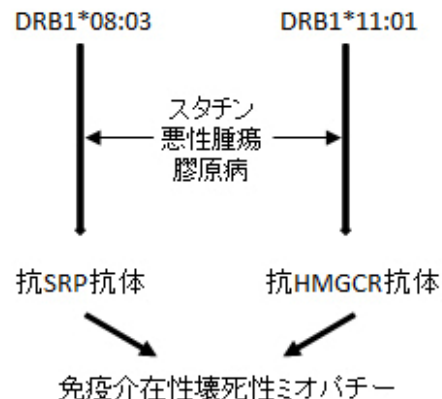 DRB1*08:03 DRB1*11:01
スタチン
悪性腫瘍
膠原病
抗SRP抗体 抗HMGCR抗体
免疫介在性壊死性ミオパチー